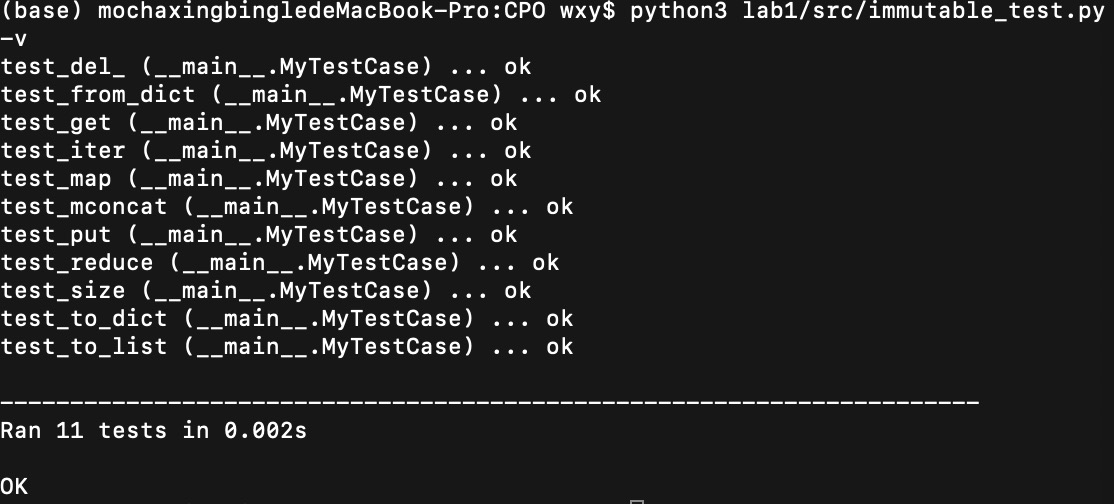 (base) mochaxingbingledeMacBook-Pro:CPO wxy$ python3 lab1/src/immutable_test.py
-v
test_del_ (__main__.MyTestCase) ... ok
test_from_dict (__main__.MyTestCase) ... ok
test_get (__main__.MyTestCase) ... ok
test_iter (__main__.MyTestCase) ... ok
test_map (__main__.MyTestCase) ... ok
test_mconcat (__main__.MyTestCase) ... ok
test_put (__main__.MyTestCase) ... ok
test_reduce (__main__.MyTestCase) ... ok
test_size (__main__.MyTestCase) ... ok
test_to_dict (__main__.MyTestCase) ... ok
test_to_list (__main__.MyTestCase) ... ok
----------------------------------------------------------------------
Ran 11 tests in 0.002s
OK